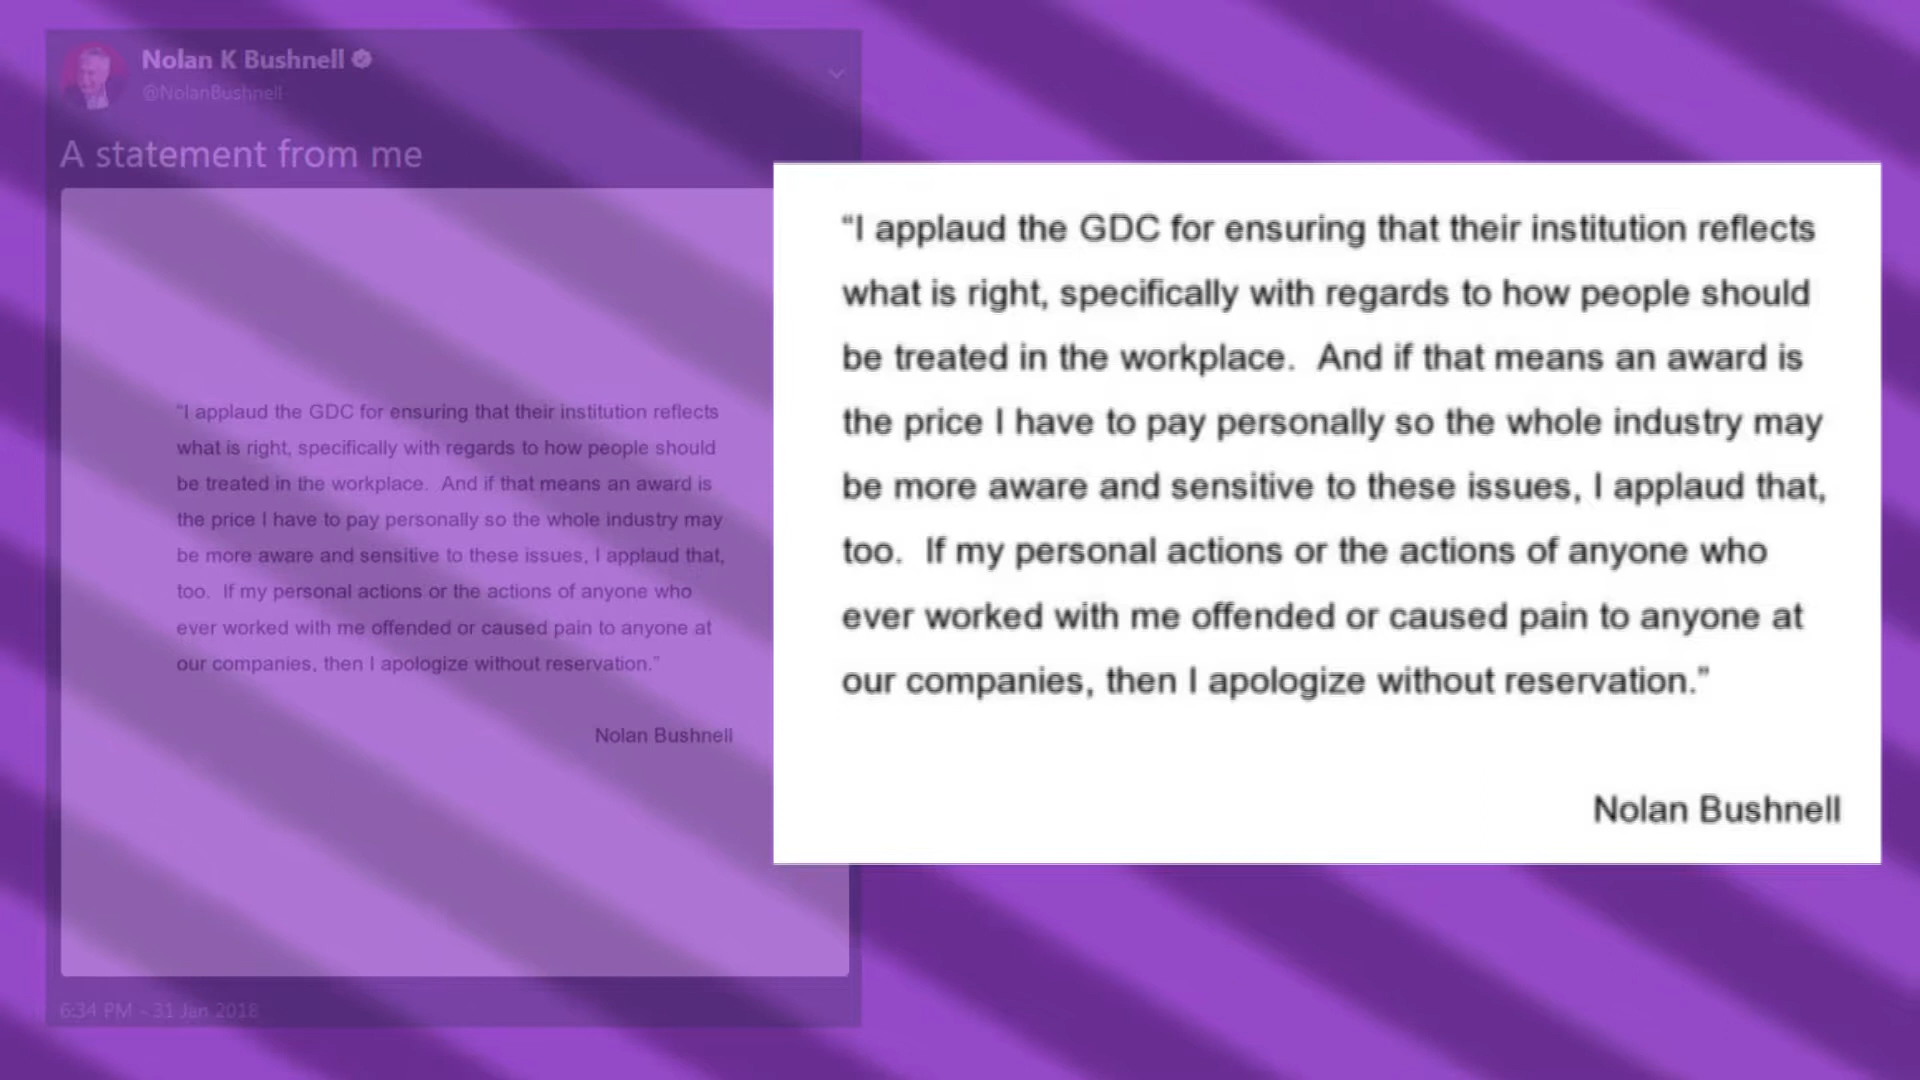 Nolan K Bushnell
@NolanBushnell
A statement from me
“I applaud the GDC for ensuring that their institution reflects
what is right, specifically with regards to how people should
be treated in the workplace.  And if that means an award is
the price I have to pay personally so the whole industry may
be more aware and sensitive to these issues, I applaud that,
too.  If my personal actions or the actions of anyone who
ever worked with me offended or caused pain to anyone at
our companies, then I apologize without reservation.”
Nolan Bushnell
6:34 PM - 31 Jan 2018
“I applaud the GDC for ensuring that their institution reflects
what is right, specifically with regards to how people should
be treated in the workplace.  And if that means an award is
the price I have to pay personally so the whole industry may
be more aware and sensitive to these issues, I applaud that,
too.  If my personal actions or the actions of anyone who
ever worked with me offended or caused pain to anyone at
our companies, then I apologize without reservation.”
Nolan Bushnell